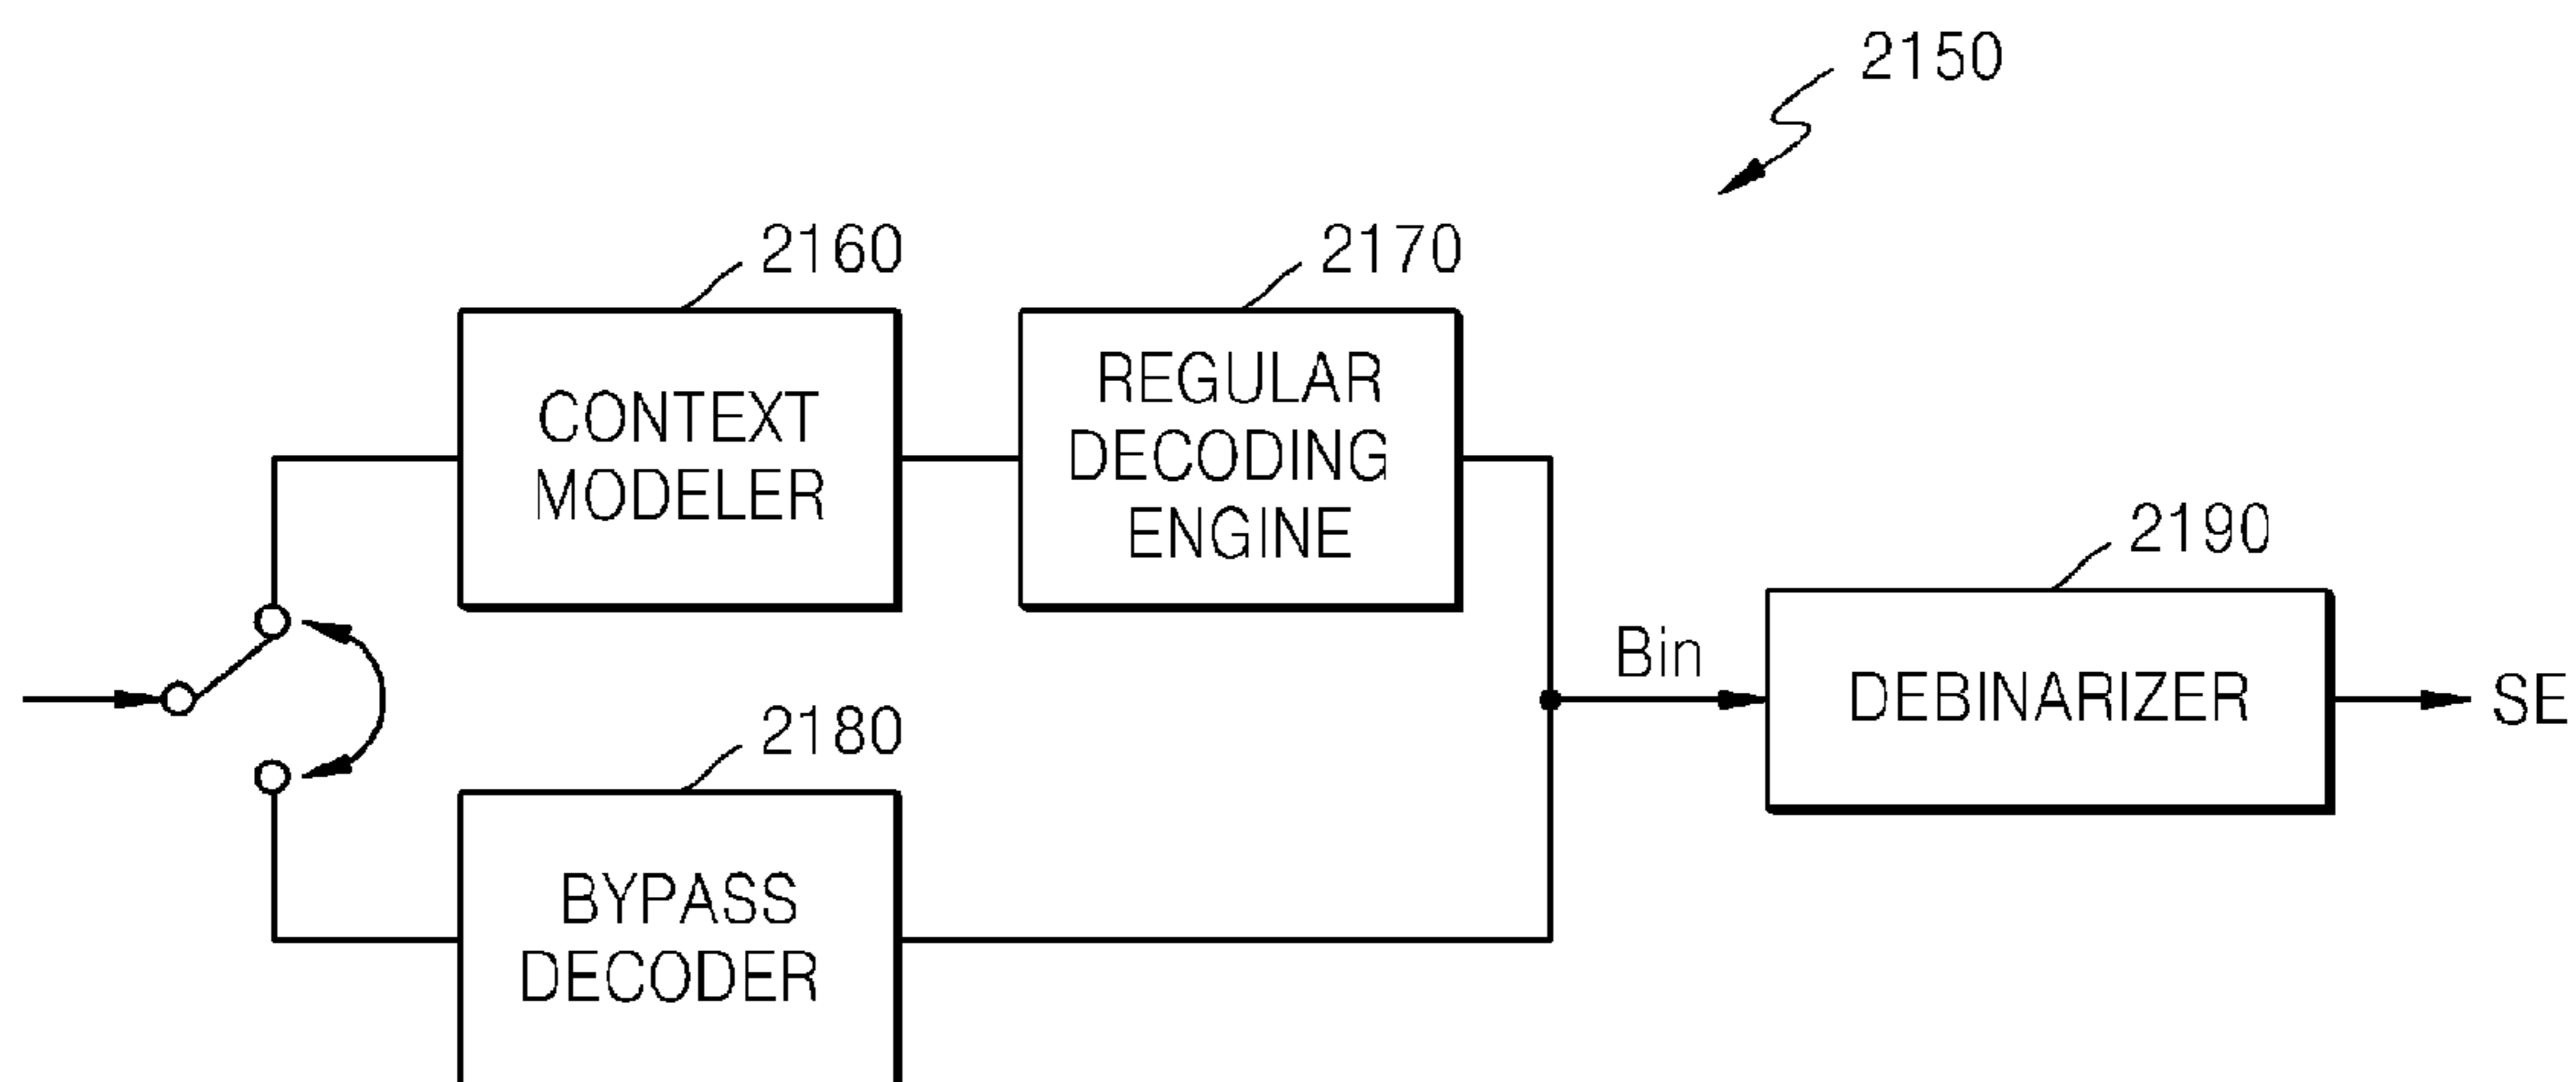 2150
2160
2170
CONTEXT
MODELER
REGULAR
DECODING
ENGINE
2190
Bin
DEBINARIZER
SE
2180
BYPASS
DECODER